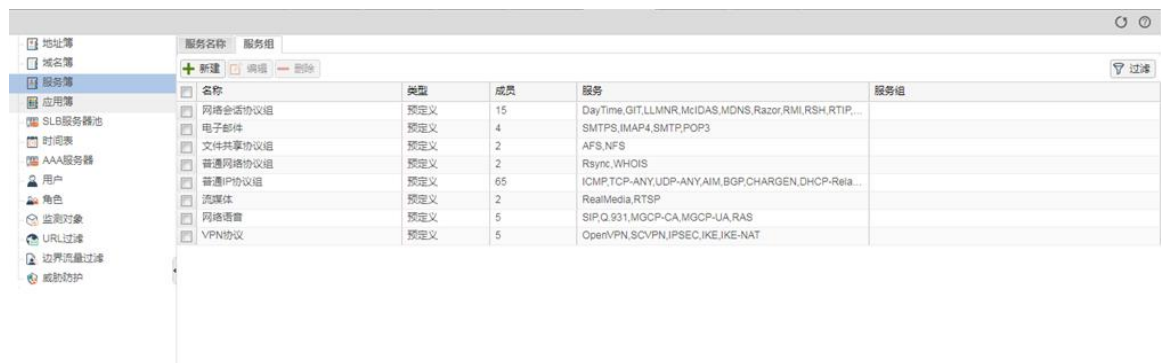 地址簿
域名簿
服务簿
应用簿
SLB服务器池
时间表
AAA服务器
用户
角色
监测对象
URL过滤
边界流量过滤
威胁防护
服务名称 服务组
新建 编辑 删除 过滤
名称 类型 成员 服务 服务组
网络会话协议组 预定义 15 DayTime,GIT,LLMNR,McIDAS,MDNS,Razor,RMI,RSH,RTIP,...
电子邮件 预定义 4 SMTPS,IMAP4,SMTP,POP3
文件共享协议组 预定义 2 AFS,NFS
普通网络协议组 预定义 2 Rsync,WHOIS
普通IP协议组 预定义 65 ICMP,TCP-ANY,UDP-ANY,AIM,BGP,CHARGEN,DHCP-Rela...
流媒体 预定义 2 RealMedia,RTSP
网络语音 预定义 5 SIP,Q.931,MGCP-CA,MGCP-UA,RAS
VPN协议 预定义 5 OpenVPN,SCVPN,IPSEC,IKE,IKE-NAT